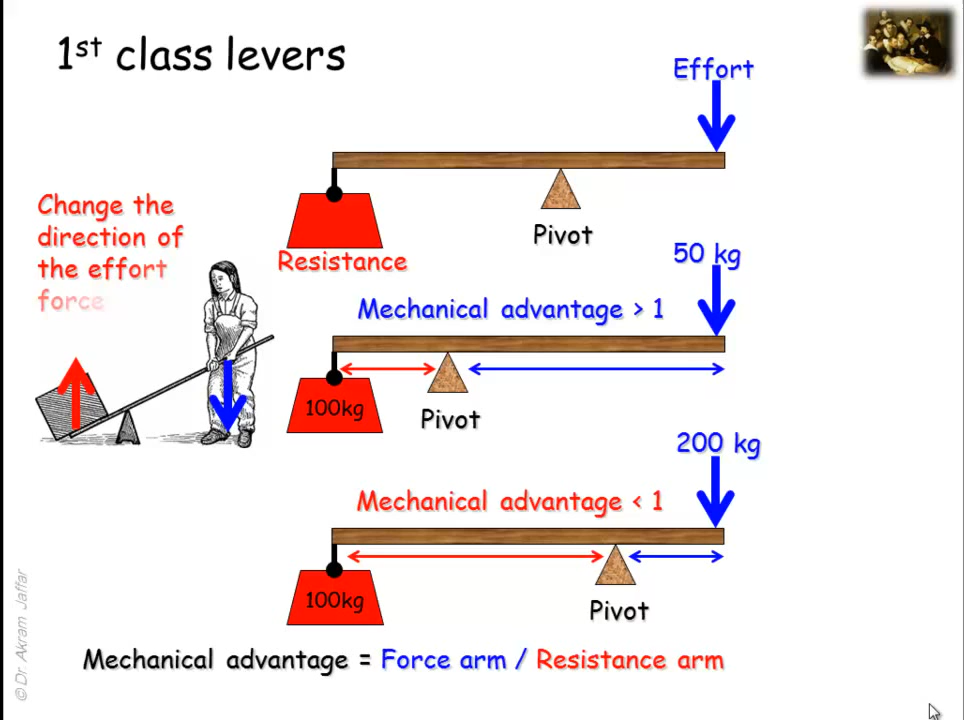 1st class levers
Effort
Change the
direction of
the effort
force
Pivot
Resistance
50 kg
Mechanical advantage > 1
100kg
Pivot
200 kg
Mechanical advantage < 1
100kg
Pivot
Mechanical advantage = Force arm / Resistance arm
© Dr Akram Jaffar